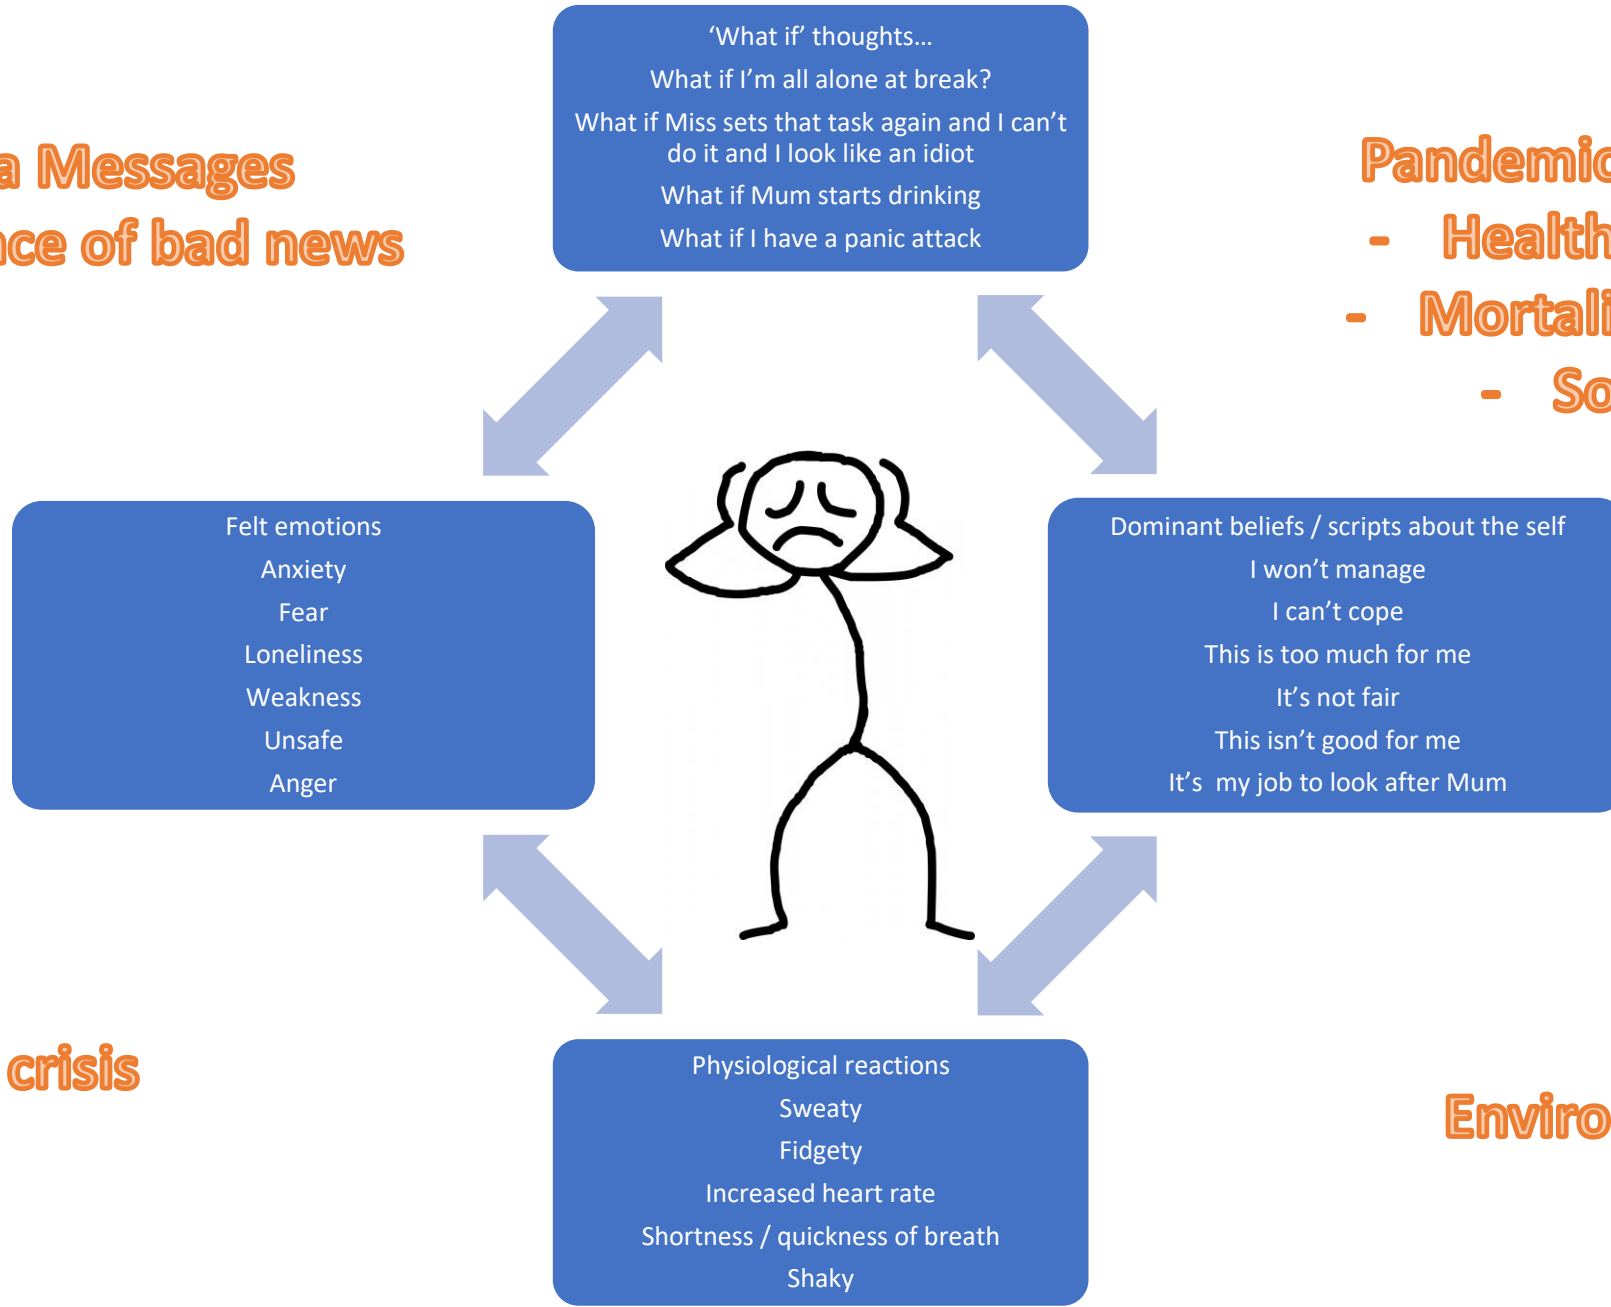 ‘What if’ thoughts…
What if I’m all alone at break?
What if Miss sets that task again and I can’t
do it and I look like an idiot
What if Mum starts drinking
What if I have a panic attack
Messages
of bad news
Pandemic
- Health
-
-
Felt emotions
Anxiety
Fear
Loneliness
Weakness
Unsafe
Anger
Dominant beliefs / scripts about the self
I won’t manage
I can’t cope
This is too much for me
It’s not fair
This isn’t good for me
It’s  my job to look after Mum
crisis
Physiological reactions
Sweaty
Fidgety
Increased heart rate
Shortness / quickness of breath
Shaky